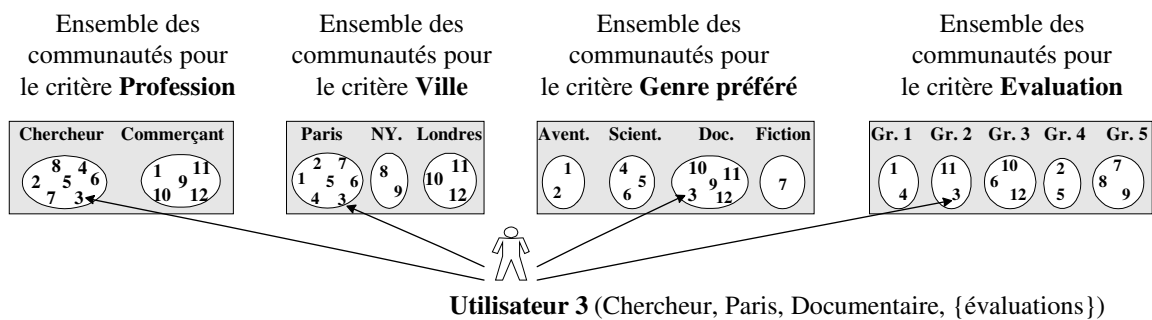 Ensemble des
communautés pour
le critère Profession
Ensemble des
communautés pour
le critère Ville
Ensemble des
communautés pour
le critère Genre préféré
Ensemble des
communautés pour
le critère Evaluation
Chercheur Commerçant
8 4
2 5 6
7 3
1 11
9
10 12
Paris NY. Londres
2 7
1 5 6
4 3
8
9
11
10
12
Avent. Scient. Doc. Fiction
1
2
4
5
6
10 11
9
3 12
7
Gr. 1 Gr. 2 Gr. 3 Gr. 4 Gr. 5
1
4
11
3
10
6
12
2
5
7
8
9
Utilisateur 3 (Chercheur, Paris, Documentaire, {évaluations})